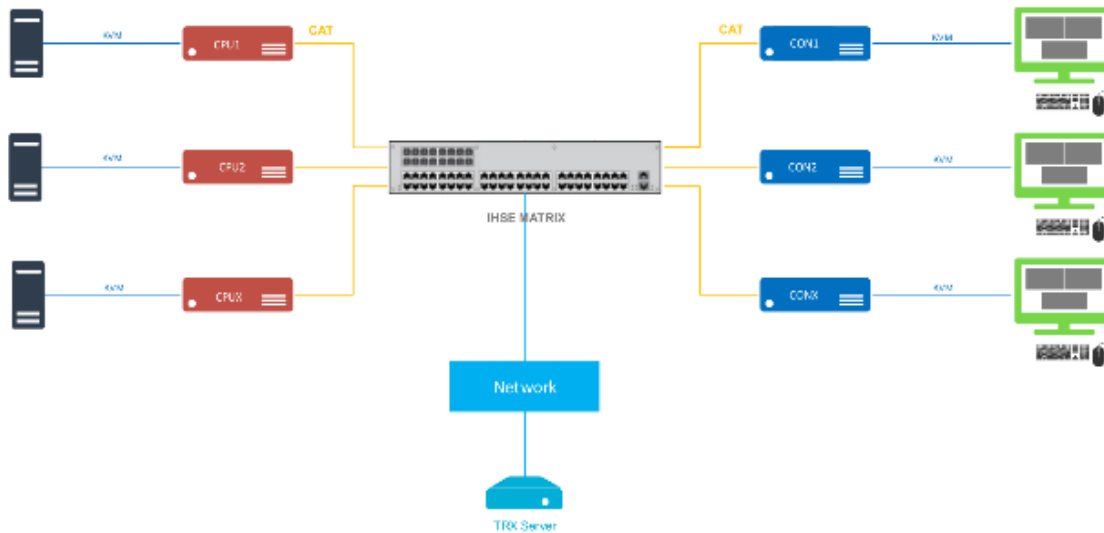 KVM CPU1 CAT CAT CON1 KVM
KVM CPU2 CON2 KVM
IHSE MATRIX
KVM CPUX CONX KVM
Network
TRX Server